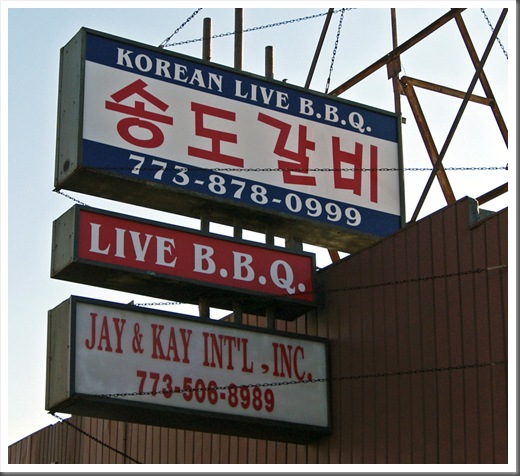 KOREAN LIVE B.B.Q.
송도갈비
773-878-0999
LIVE B.B.Q.
JAY & KAY INT'L , INC.
773-506-8989